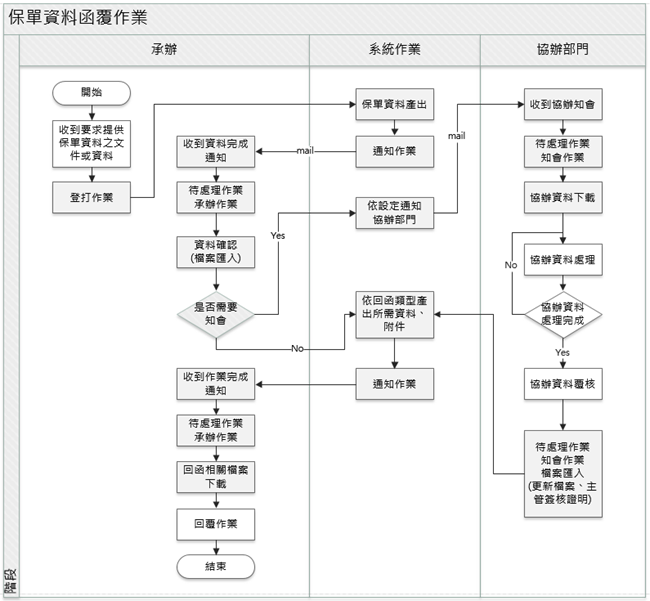 保單資料函覆作業
承辦
系統作業
協辦部門
開始
收到要求提供
保單資料之文
件或資料
登打作業
保單資料產出
通知作業
mail
收到資料完成
通知
待處理作業
承辦作業
資料確認
(檔案匯入)
是否需要
知會
Yes
依設定通知
協辦部門
mail
收到協辦知會
待處理作業
知會作業
協辦資料下載
協辦資料處理
No
協辦資料
處理完成
Yes
協辦資料覆核
待處理作業
知會作業
檔案匯入
(更新檔案、主
管簽核證明)
No
依回函類型產
出所需資料、
附件
通知作業
收到作業完成
通知
待處理作業
承辦作業
回函相關檔案
下載
回覆作業
結束
階段